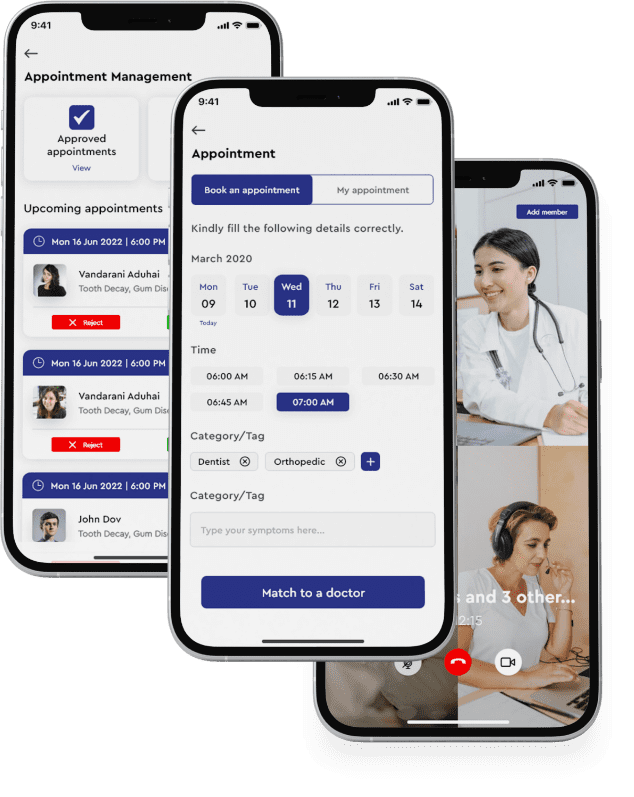 9:41
Appointment Management
Approved
appointments
View
Upcoming appointments
Mon 16 Jun 2022 | 6:00 PM
Vandarani Aduhai
Tooth Decay, Gum Dise
Reject
Mon 16 Jun 2022 | 6:00 PM
Vandarani Aduhai
Tooth Decay, Gum Dise
Reject
Mon 16 Jun 2022 | 6:00 PM
John Dov
Tooth Decay, Gum Dise
9:41
Appointment
Book an appointment
My appointment
Kindly fill the following details correctly.
March 2020
Mon Tue Wed Thu Fri Sat
09 10 11 12 13 14
Today
Time
06:00 AM 06:15 AM 06:30 AM
06:45 AM 07:00 AM
Category/Tag
Dentist Orthopedic
Category/Tag
Type your symptoms here...
Match to a doctor
Add member
s and 3 other...
12:15